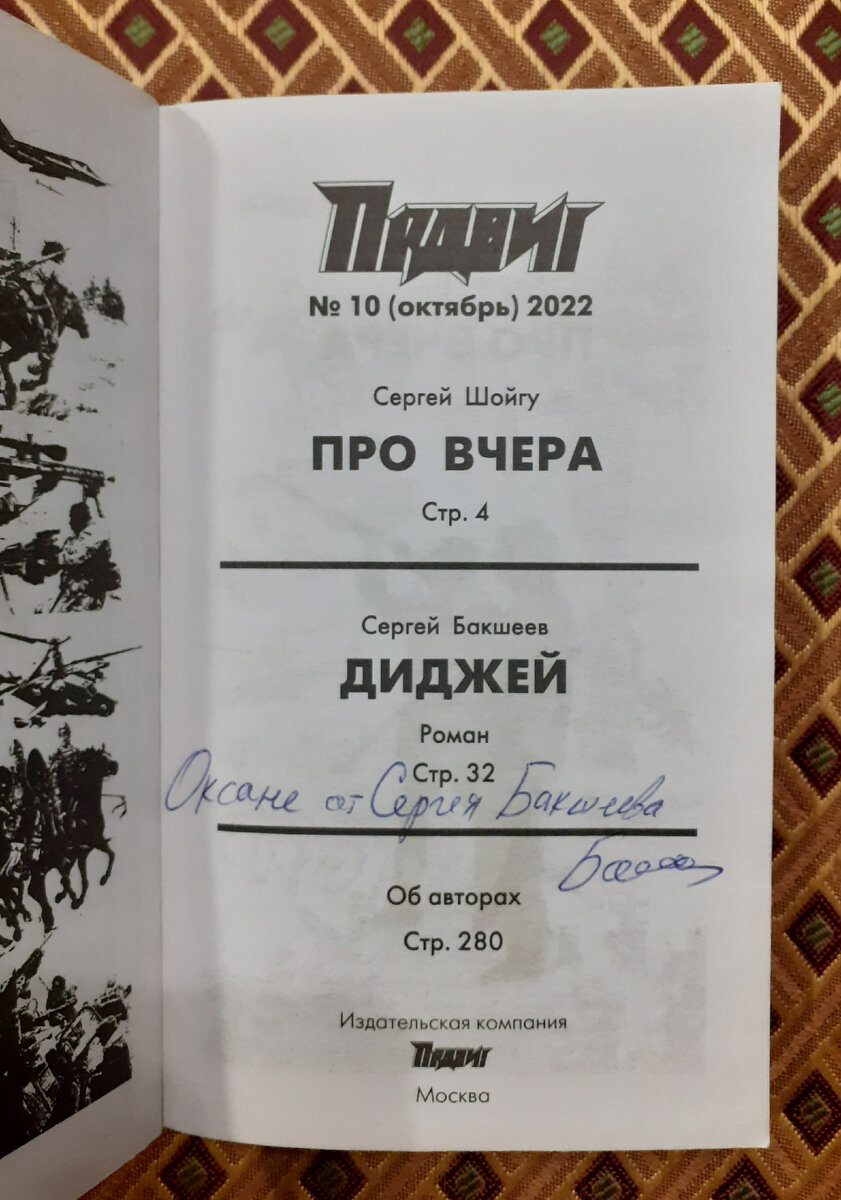 Подвиг
№ 10 (октябрь) 2022
Сергей Шойгу
ПРО ВЧЕРА
Стр. 4
Сергей Бакшеев
ДИДЖЕЙ
Роман
Стр. 32
Оксане от Сергея Бакшеева
Об авторах
Стр. 280
Издательская компания
Подвиг
Москва